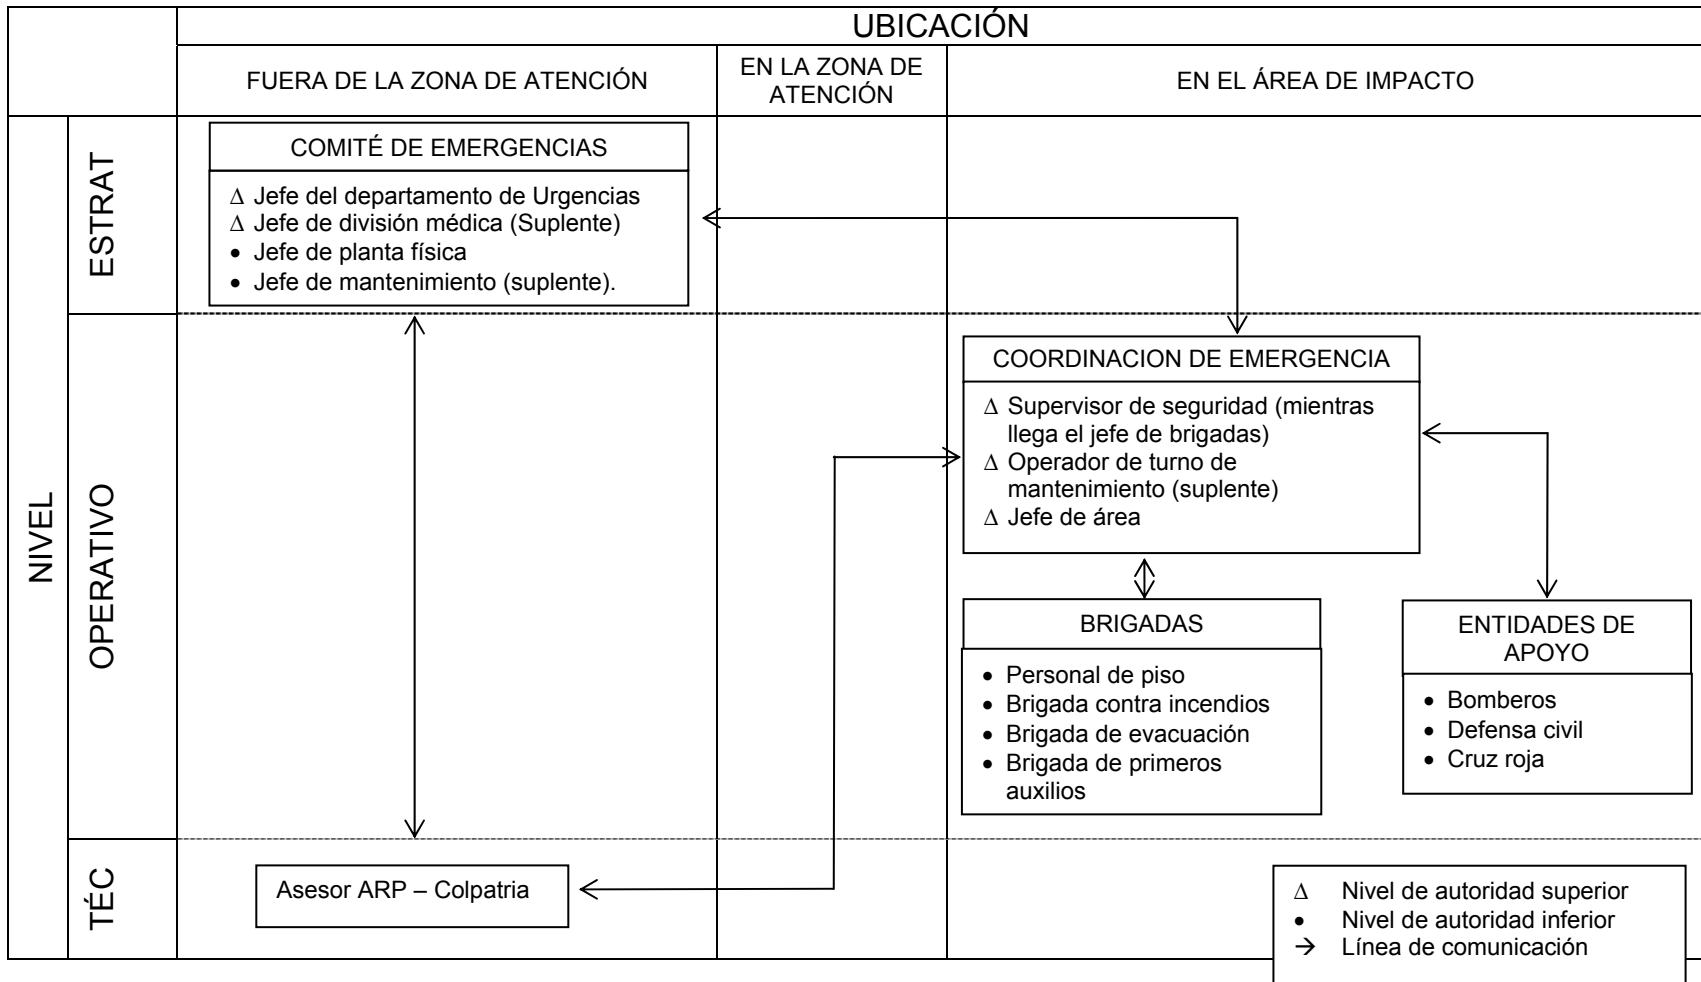 UBICACIÓN
FUERA DE LA ZONA DE ATENCIÓN
EN LA ZONA DE
ATENCIÓN
EN EL ÁREA DE IMPACTO
NIVEL
ESTRAT
COMITÉ DE EMERGENCIAS
Δ Jefe del departamento de Urgencias
Δ Jefe de división médica (Suplente)
• Jefe de planta física
• Jefe de mantenimiento (suplente).
OPERATIVO
COORDINACION DE EMERGENCIA
Δ Supervisor de seguridad (mientras
llega el jefe de brigadas)
Δ Operador de turno de
mantenimiento (suplente)
Δ Jefe de área
BRIGADAS
• Personal de piso
• Brigada contra incendios
• Brigada de evacuación
• Brigada de primeros
auxilios
ENTIDADES DE
APOYO
• Bomberos
• Defensa civil
• Cruz roja
TÉC
Asesor ARP – Colpatria
Δ Nivel de autoridad superior
• Nivel de autoridad inferior
→ Línea de comunicación